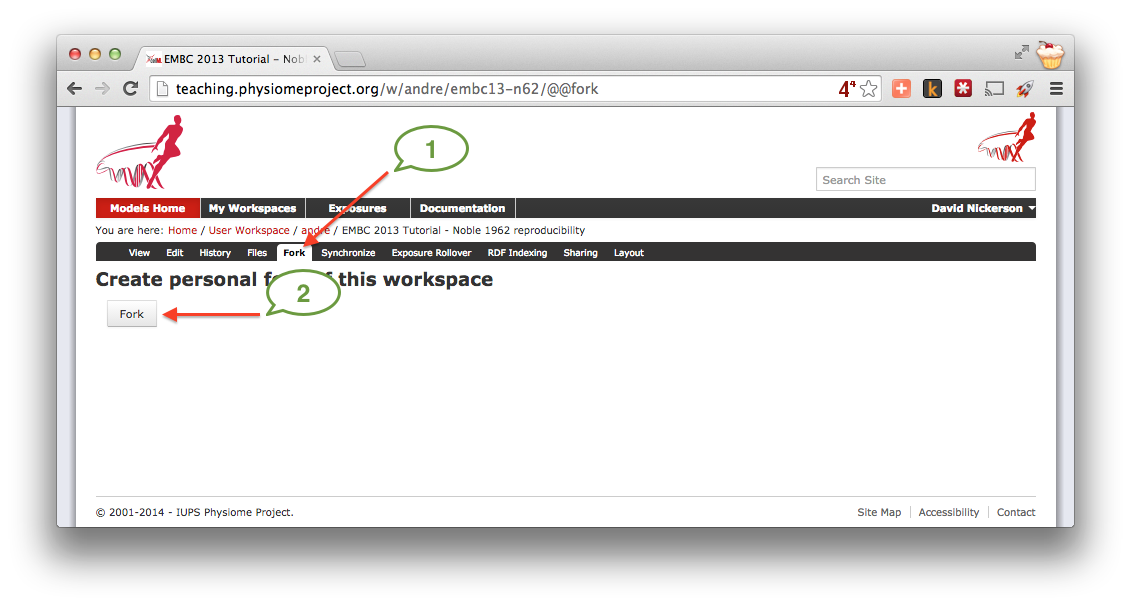 EMBC 2013 Tutorial – Nob
teaching.physiomeproject.org/w/andre/embc13-n62/@@fork
4⁴
k
1
Search Site
Models Home My Workspaces Exposures Documentation David Nickerson
You are here: Home / User Workspace / andre / EMBC 2013 Tutorial - Noble 1962 reproducibility
View Edit History Files Fork Synchronize Exposure Rollover RDF Indexing Sharing Layout
Create personal f of this workspace
2
Fork
© 2001-2014 - IUPS Physiome Project.
Site Map Accessibility Contact